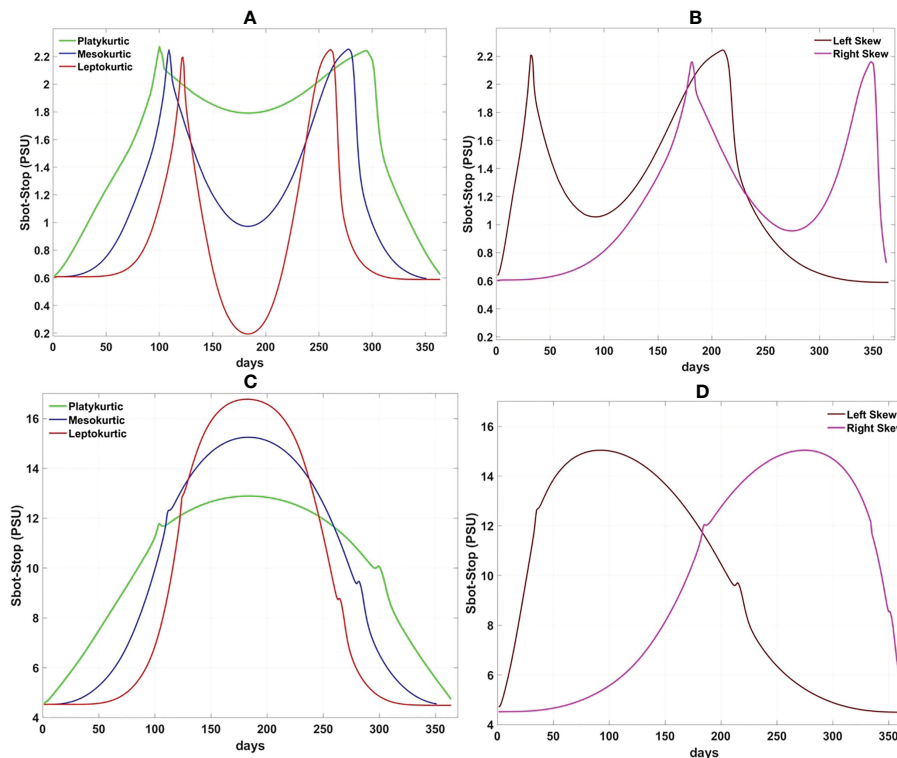 A
Platykurtic
Mesokurtic
Leptokurtic
2.2
2
1.8
1.6
1.4
1.2
1
0.8
0.6
0.4
0.2
Sbot-Stop (PSU)
0 50 100 150 200 250 300 350
days
B
Left Skew
Right Skew
2.2
2
1.8
1.6
1.4
1.2
1
0.8
0.6
0.4
0.2
Sbot-Stop (PSU)
0 50 100 150 200 250 300 350
days
C
Platykurtic
Mesokurtic
Leptokurtic
16
14
12
10
8
6
4
Sbot-Stop (PSU)
0 50 100 150 200 250 300 350
days
D
Left Skew
Right Skew
16
14
12
10
8
6
4
Sbot-Stop (PSU)
0 50 100 150 200 250 300 350
days